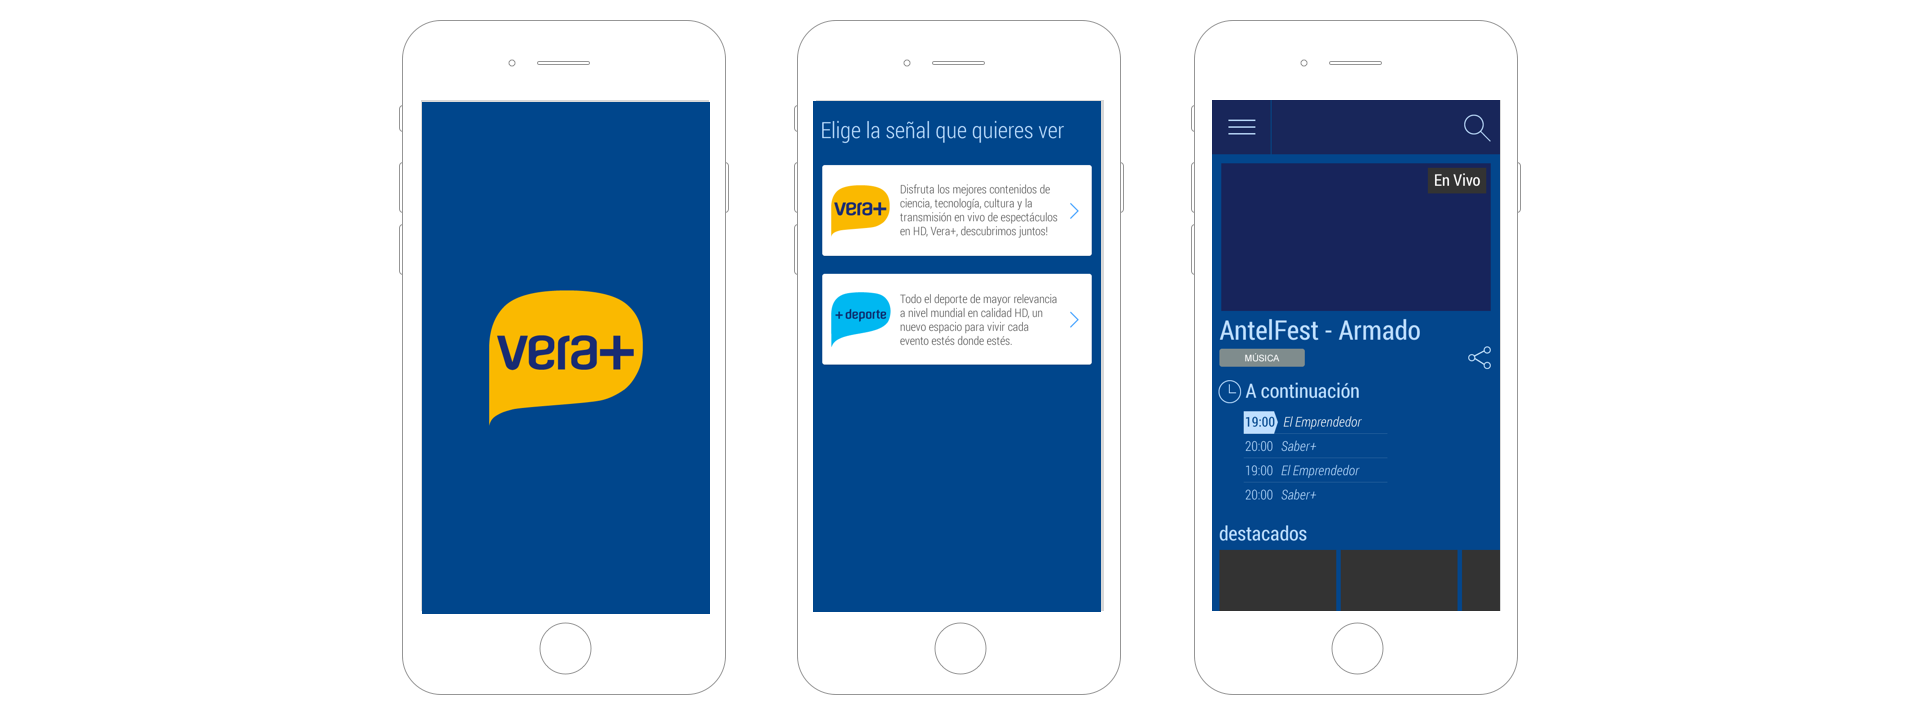 vera+
Elige la señal que quieres ver
vera+
Disfruta los mejores contenidos de
ciencia, tecnología, cultura y la
transmisión en vivo de espectáculos
en HD, Vera+, descubrimos juntos!
+ deporte
Todo el deporte de mayor relevancia
a nivel mundial en calidad HD, un
nuevo espacio para vivir cada
evento estés donde estés.
En Vivo
AntelFest - Armado
MÚSICA
A continuación
19:00 El Emprendedor
20:00 Saber+
19:00 El Emprendedor
20:00 Saber+
destacados